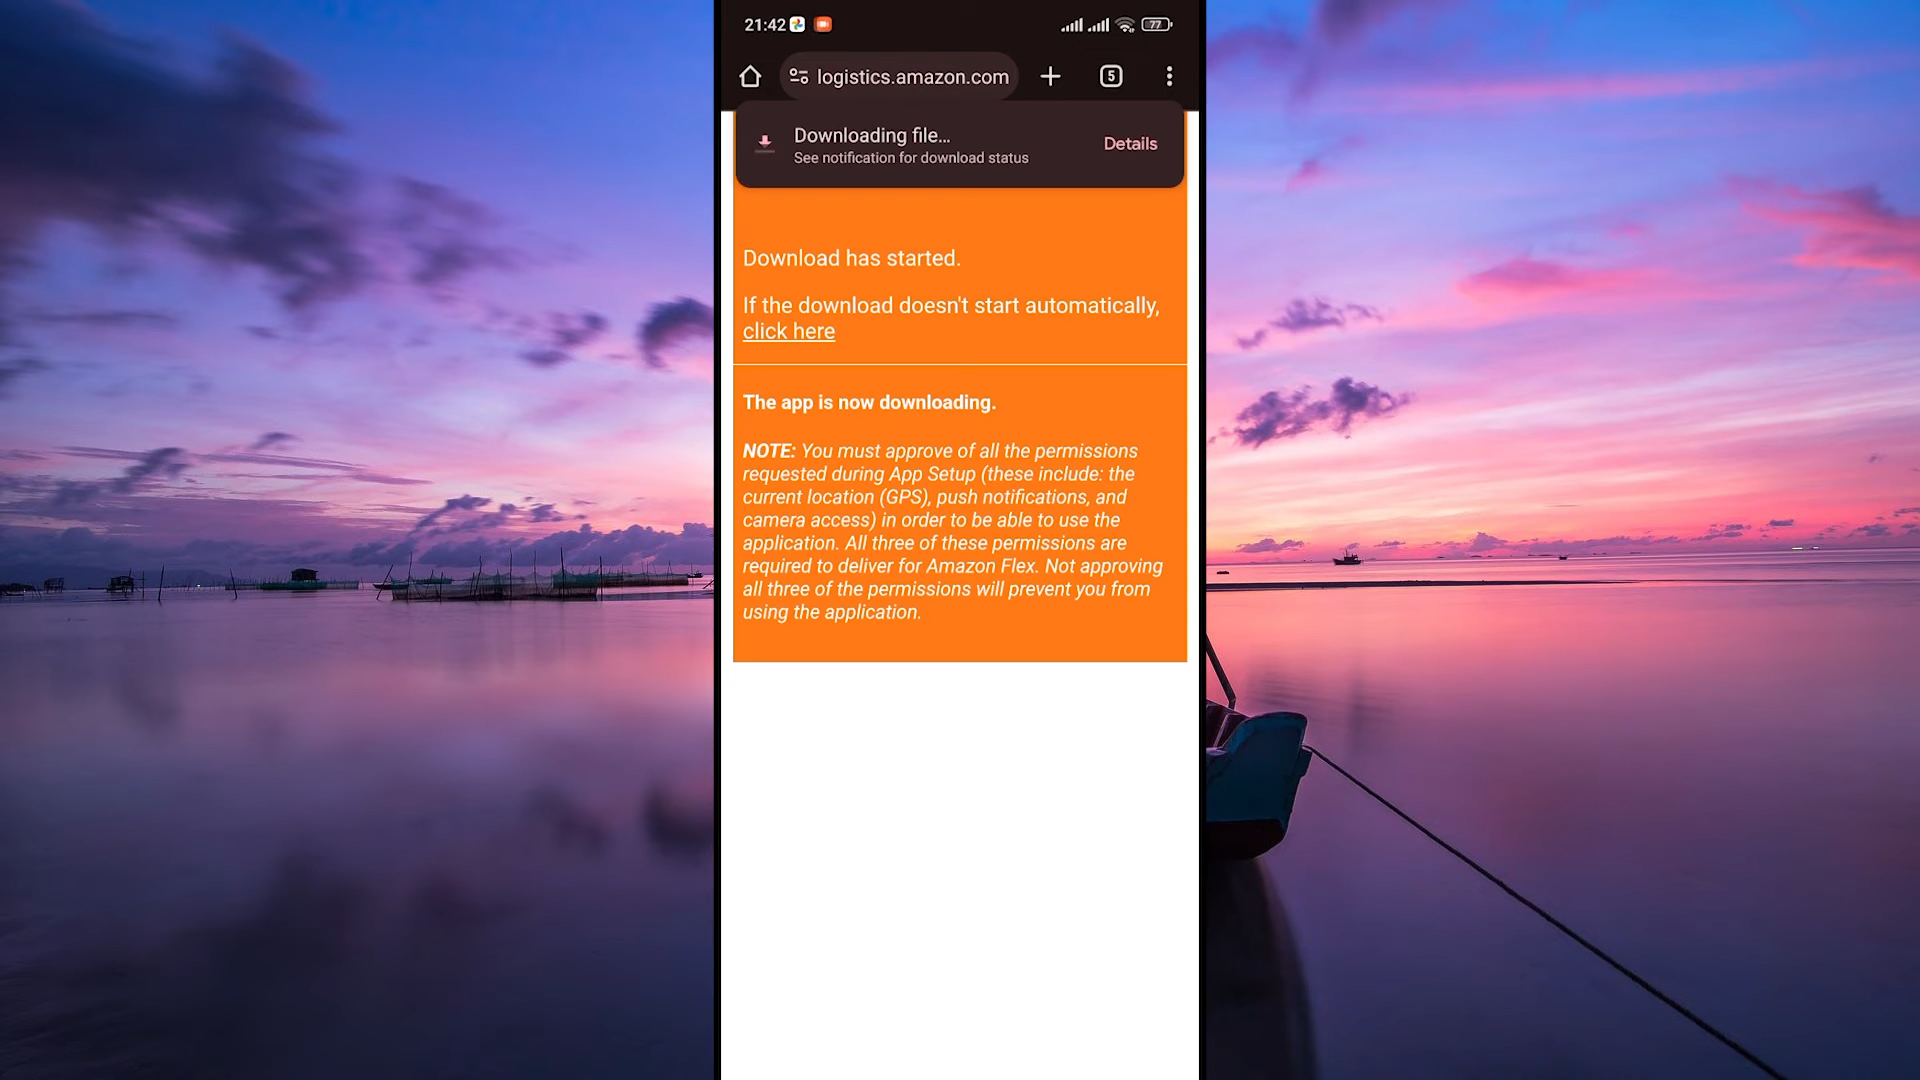 21:42
77
logistics.amazon.com
5
Downloading file...
See notification for download status
Details
Download has started.
If the download doesn't start automatically,
click here
The app is now downloading.
NOTE: You must approve of all the permissions
requested during App Setup (these include: the
current location (GPS), push notifications, and
camera access) in order to be able to use the
application. All three of these permissions are
required to deliver for Amazon Flex. Not approving
all three of the permissions will prevent you from
using the application.